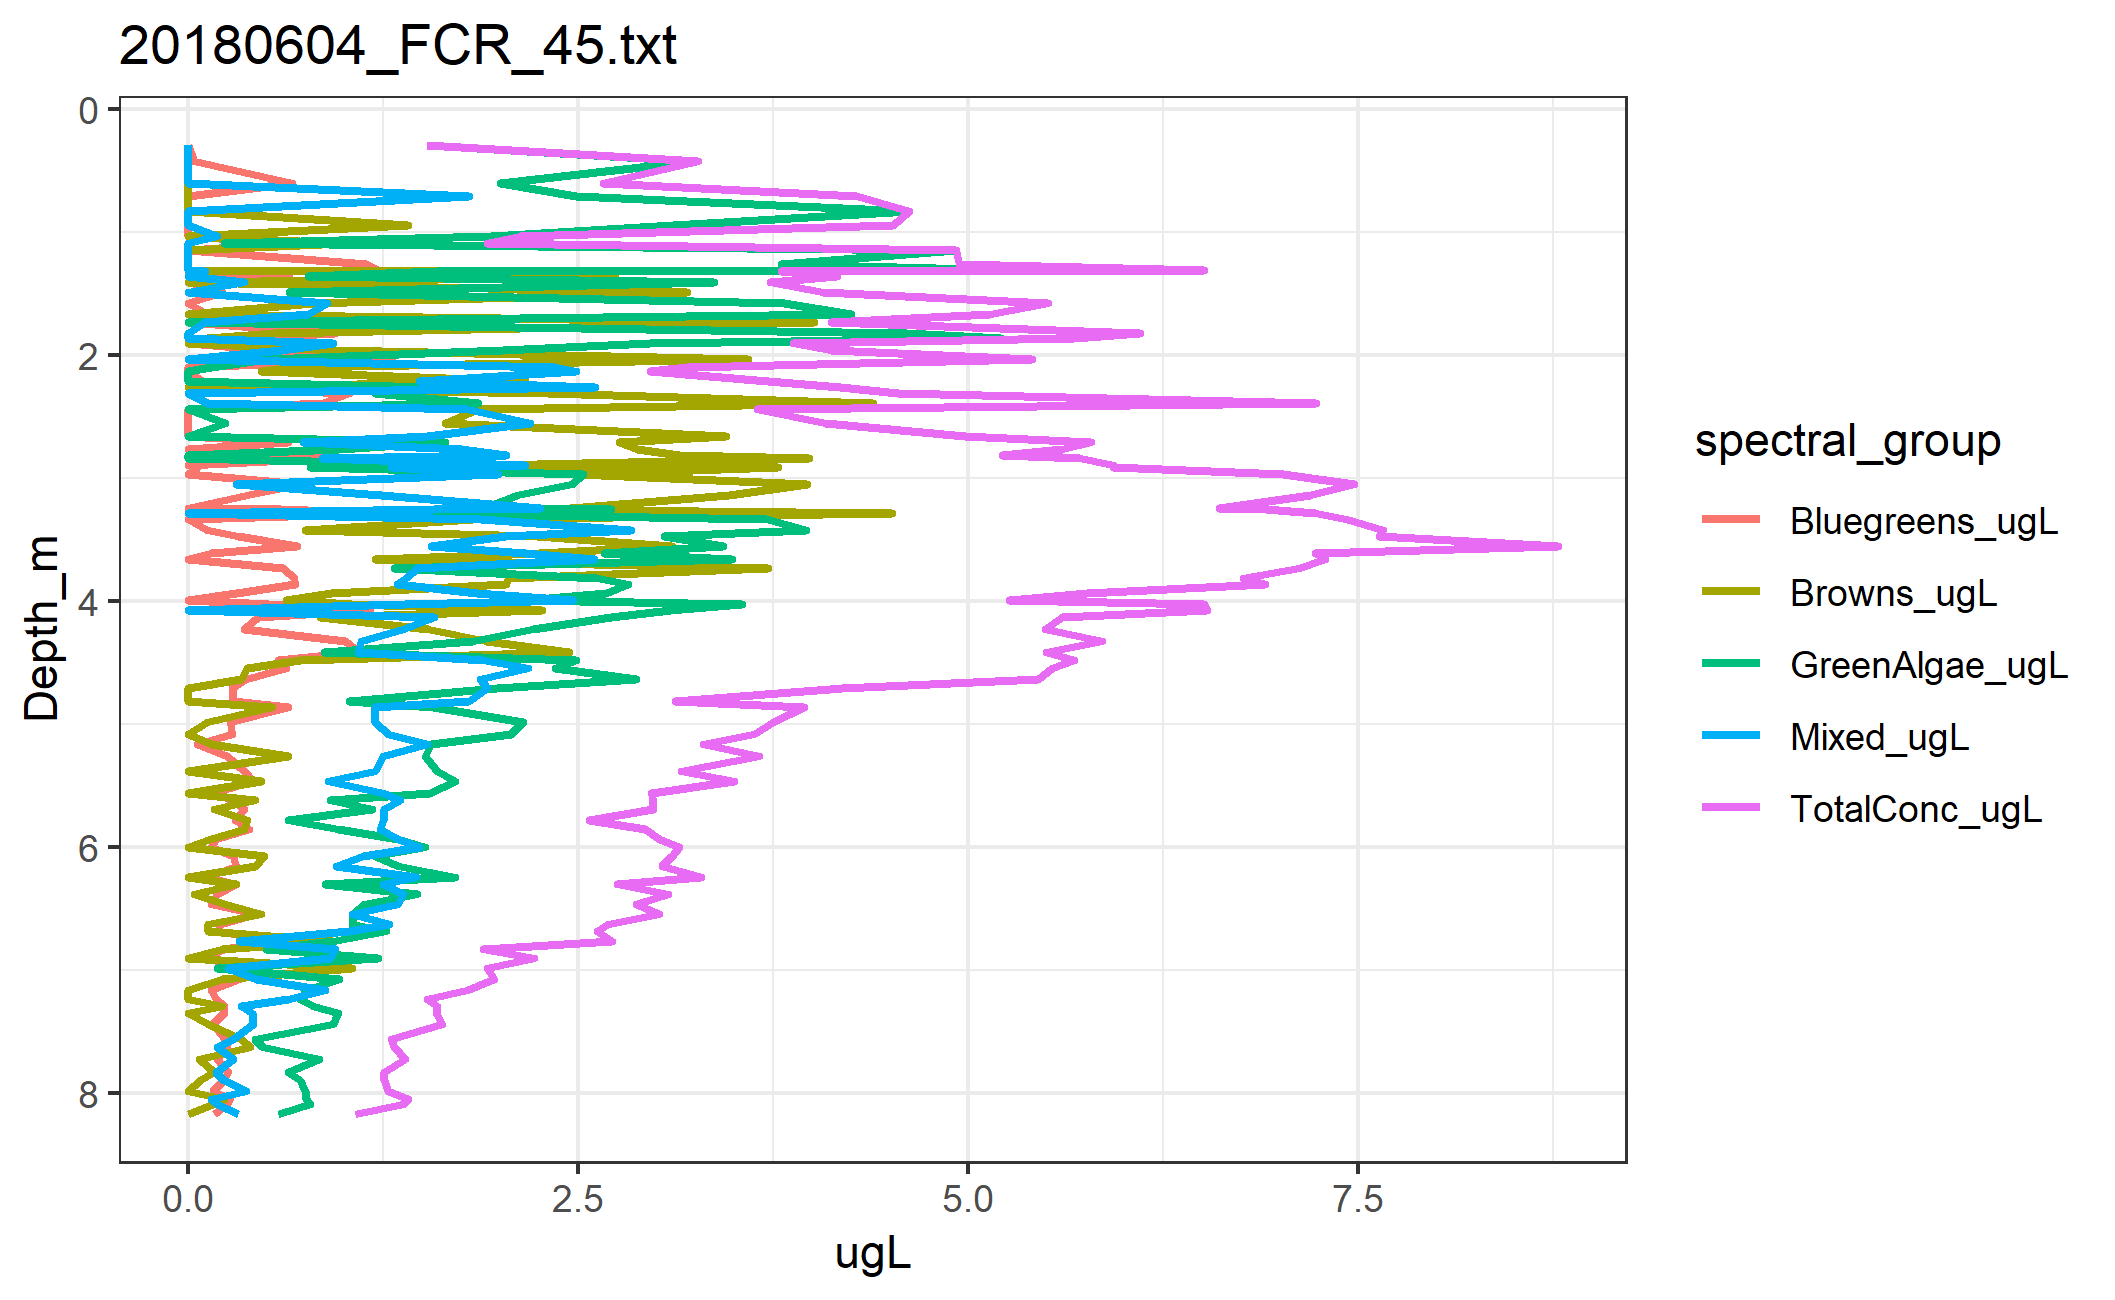 20180604_FCR_45.txt
0
2
4
6
8
Depth_m
0.0 2.5 5.0 7.5
ugL
spectral_group
Bluegreens_ugL
Browns_ugL
GreenAlgae_ugL
Mixed_ugL
TotalConc_ugL